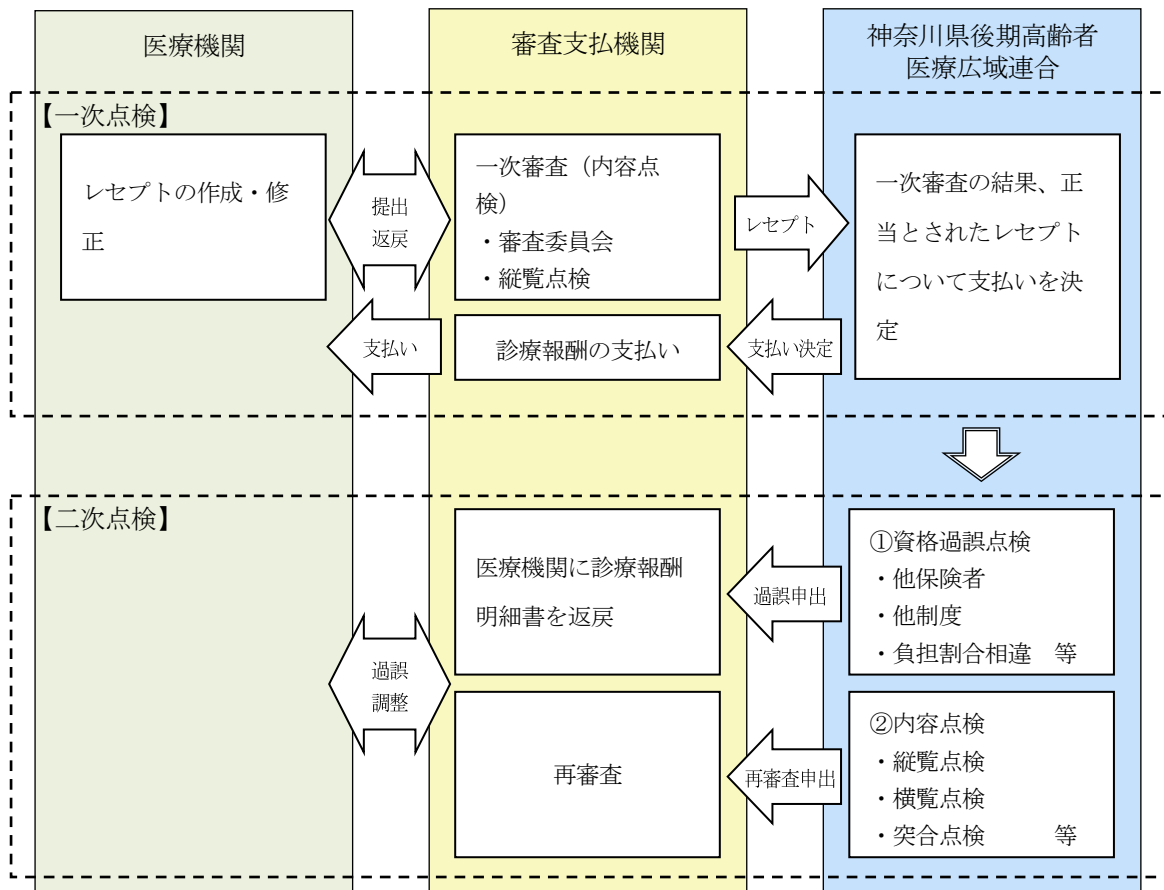 医療機関
審査支払機関
神奈川県後期高齢者
医療広域連合
【一次点検】
レセプトの作成・修
正
提出
返戻
一次審査（内容点
検）
・審査委員会
・縦覧点検
レセプト
一次審査の結果、正
当とされたレセプト
について支払いを決
定
支払い
診療報酬の支払い
支払い決定
【二次点検】
医療機関に診療報酬
明細書を返戻
過誤申出
①資格過誤点検
・他保険者
・他制度
・負担割合相違　等
過誤
調整
再審査
再審査申出
②内容点検
・縦覧点検
・横覧点検
・突合点検　　　等